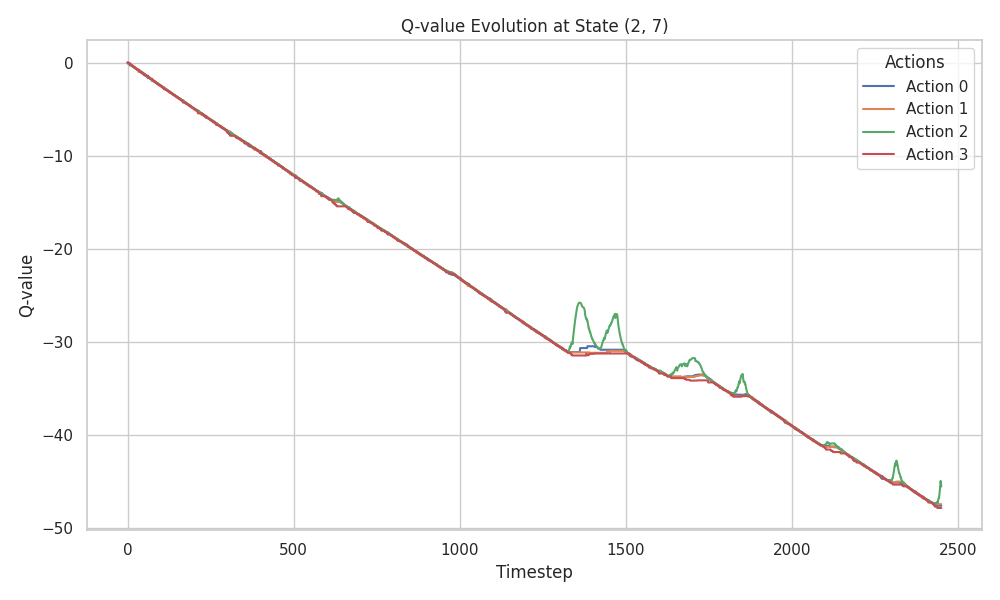 Q-value Evolution at State (2, 7)
Actions
Action 0
Action 1
Action 2
Action 3
Q-value
0
−10
−20
−30
−40
−50
0
500
1000
1500
2000
2500
Timestep